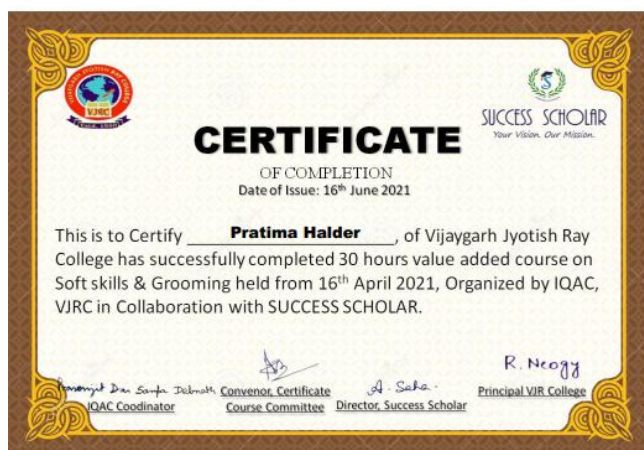 VJRC
SUCCESS SCHOLAR
Your Vision. Our Mission.
CERTIFICATE
OF COMPLETION
Date of Issue: 16th June 2021
This is to Certify Pratima Halder, of Vijaygarh Jyotish Ray
College has successfully completed 30 hours value added course on
Soft skills & Grooming held from 16th April 2021, Organized by IQAC,
VJRC in Collaboration with SUCCESS SCHOLAR.
A. Saha. R. Neogy
IQAC Coodinator
Convenor, Certificate
Course Committee
Director, Success Scholar
Principal VJR College